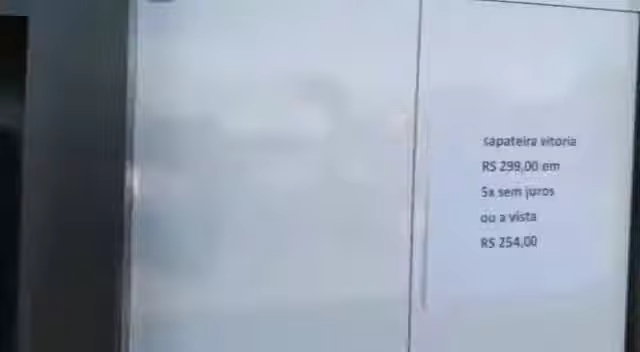 sapateira vitoria
R$ 299,00 em
5x sem juros
ou a vista
R$ 254,00